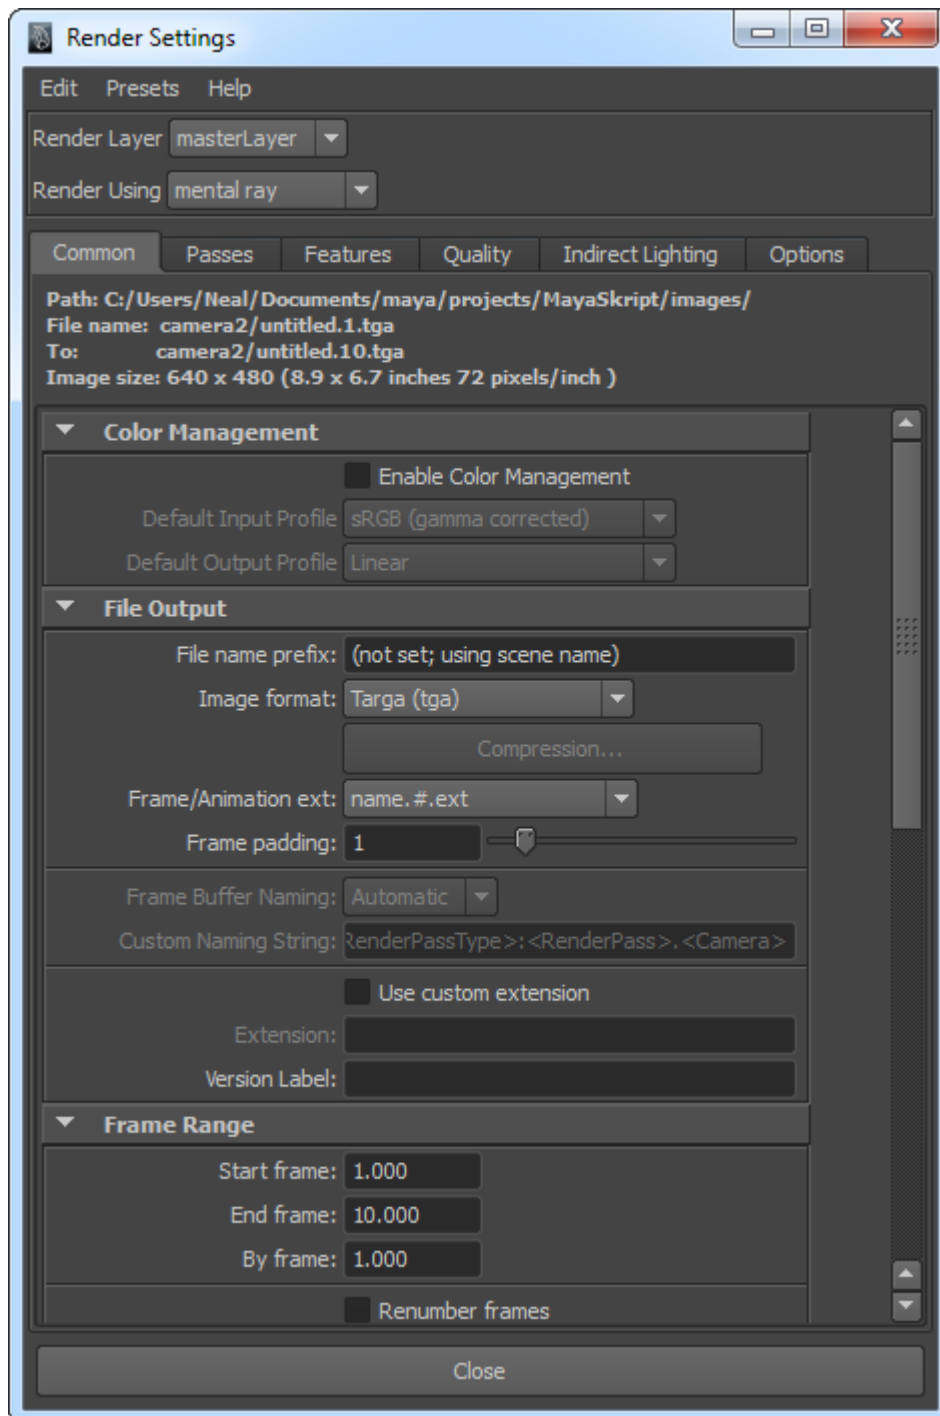 Render Settings
Edit Presets Help
Render Layer masterLayer
Render Using mental ray
Common Passes Features Quality Indirect Lighting Options
Path: C:/Users/Neal/Documents/maya/projects/MayaSkript/images/
File name: camera2/untitled.1.tga
To: camera2/untitled.10.tga
Image size: 640 x 480 (8.9 x 6.7 inches 72 pixels/inch )
Color Management
Enable Color Management
Default Input Profile sRGB (gamma corrected)
Default Output Profile Linear
File Output
File name prefix: (not set; using scene name)
Image format: Targa (tga)
Compression...
Frame/Animation ext: name.#.ext
Frame padding: 1
Frame Buffer Naming: Automatic
Custom Naming String: RenderPassType>:<RenderPass>.<Camera>
Use custom extension
Extension:
Version Label:
Frame Range
Start frame: 1.000
End frame: 10.000
By frame: 1.000
Renumber frames
Close